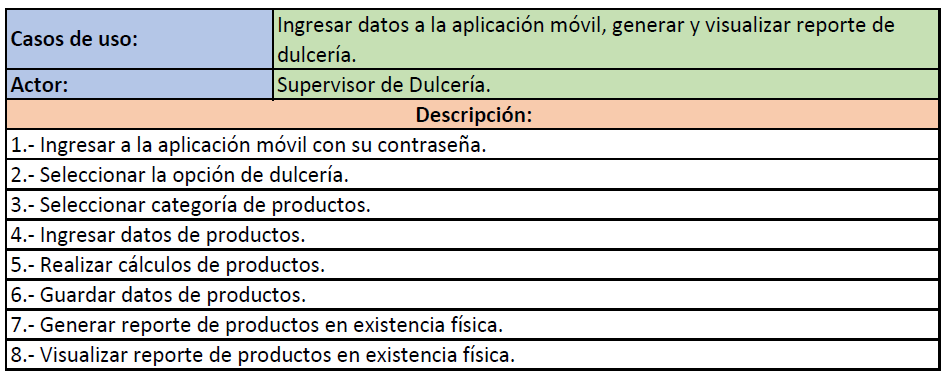 Casos de uso:
Ingresar datos a la aplicación móvil, generar y visualizar reporte de
dulcería.
Actor:
Supervisor de Dulcería.
Descripción:
1.- Ingresar a la aplicación móvil con su contraseña.
2.- Seleccionar la opción de dulcería.
3.- Seleccionar categoría de productos.
4.- Ingresar datos de productos.
5.- Realizar cálculos de productos.
6.- Guardar datos de productos.
7.- Generar reporte de productos en existencia física.
8.- Visualizar reporte de productos en existencia física.